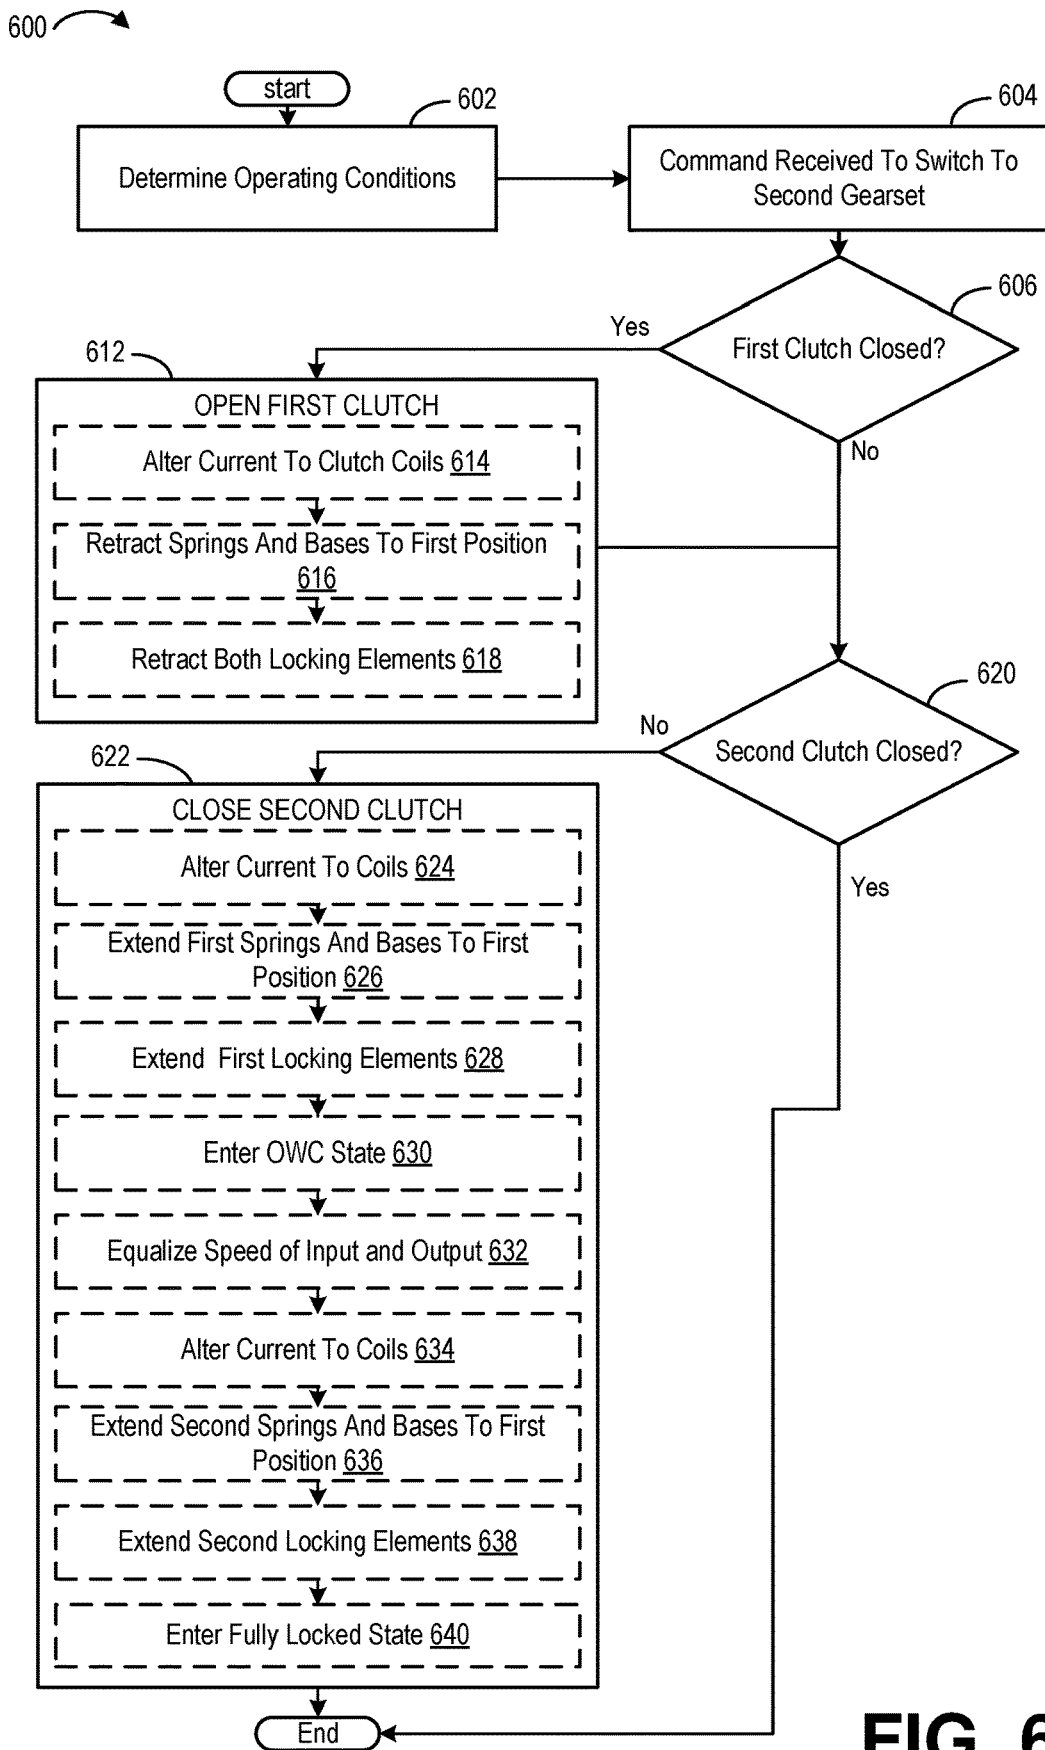 600
start
602
Determine Operating Conditions
604
Command Received To Switch To
Second Gearset
606
First Clutch Closed?
Yes
No
612
OPEN FIRST CLUTCH
Alter Current To Clutch Coils 614
Retract Springs And Bases To First Position
616
Retract Both Locking Elements 618
620
Second Clutch Closed?
No
Yes
622
CLOSE SECOND CLUTCH
Alter Current To Coils 624
Extend First Springs And Bases To First
Position 626
Extend First Locking Elements 628
Enter OWC State 630
Equalize Speed of Input and Output 632
Alter Current To Coils 634
Extend Second Springs And Bases To First
Position 636
Extend Second Locking Elements 638
Enter Fully Locked State 640
End
FIG. 6